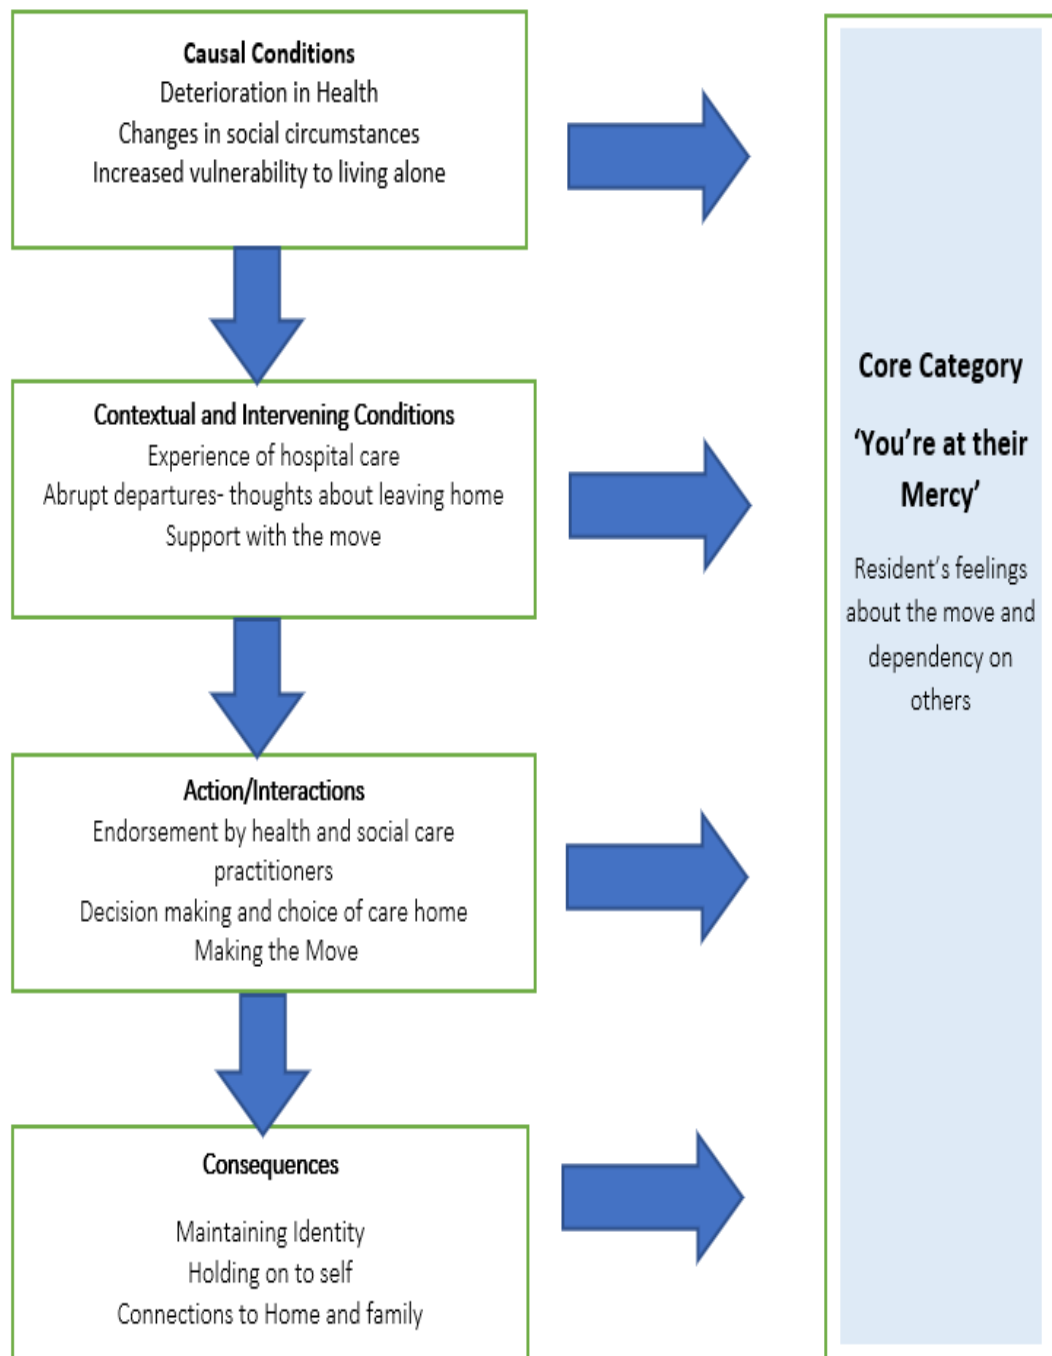 Causal Conditions
Deterioration in Health
Changes in social circumstances
Increased vulnerability to living alone
Contextual and Intervening Conditions
Experience of hospital care
Abrupt departures- thoughts about leaving home
Support with the move
Action/Interactions
Endorsement by health and social care
practitioners
Decision making and choice of care home
Making the Move
Consequences
Maintaining Identity
Holding on to self
Connections to Home and family
Core Category
‘You’re at their
Mercy’
Resident’s feelings
about the move and
dependency on
others